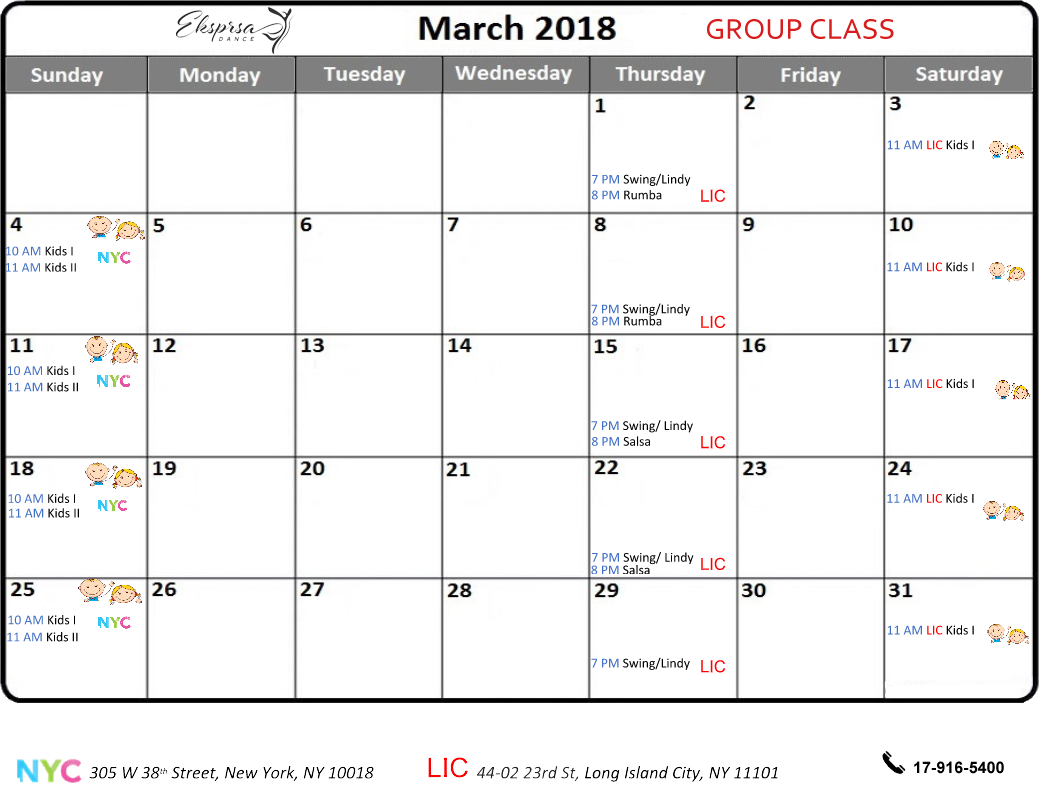 Eksprsa
DANCE
March 2018
GROUP CLASS
Sunday Monday Tuesday Wednesday Thursday Friday Saturday
1 2 3
11 AM LIC Kids I
7 PM Swing/Lindy
8 PM Rumba LIC
4 5 6 7 8 9 10
10 AM Kids I
11 AM Kids II NYC
11 AM LIC Kids I
7 PM Swing/Lindy
8 PM Rumba LIC
11 12 13 14 15 16 17
10 AM Kids I
11 AM Kids II NYC
11 AM LIC Kids I
7 PM Swing/ Lindy
8 PM Salsa LIC
18 19 20 21 22 23 24
10 AM Kids I
11 AM Kids II NYC
11 AM LIC Kids I
7 PM Swing/ Lindy
8 PM Salsa LIC
25 26 27 28 29 30 31
10 AM Kids I
11 AM Kids II NYC
11 AM LIC Kids I
7 PM Swing/Lindy LIC
NYC 305 W 38th Street, New York, NY 10018 LIC 44-02 23rd St, Long Island City, NY 11101 17-916-5400